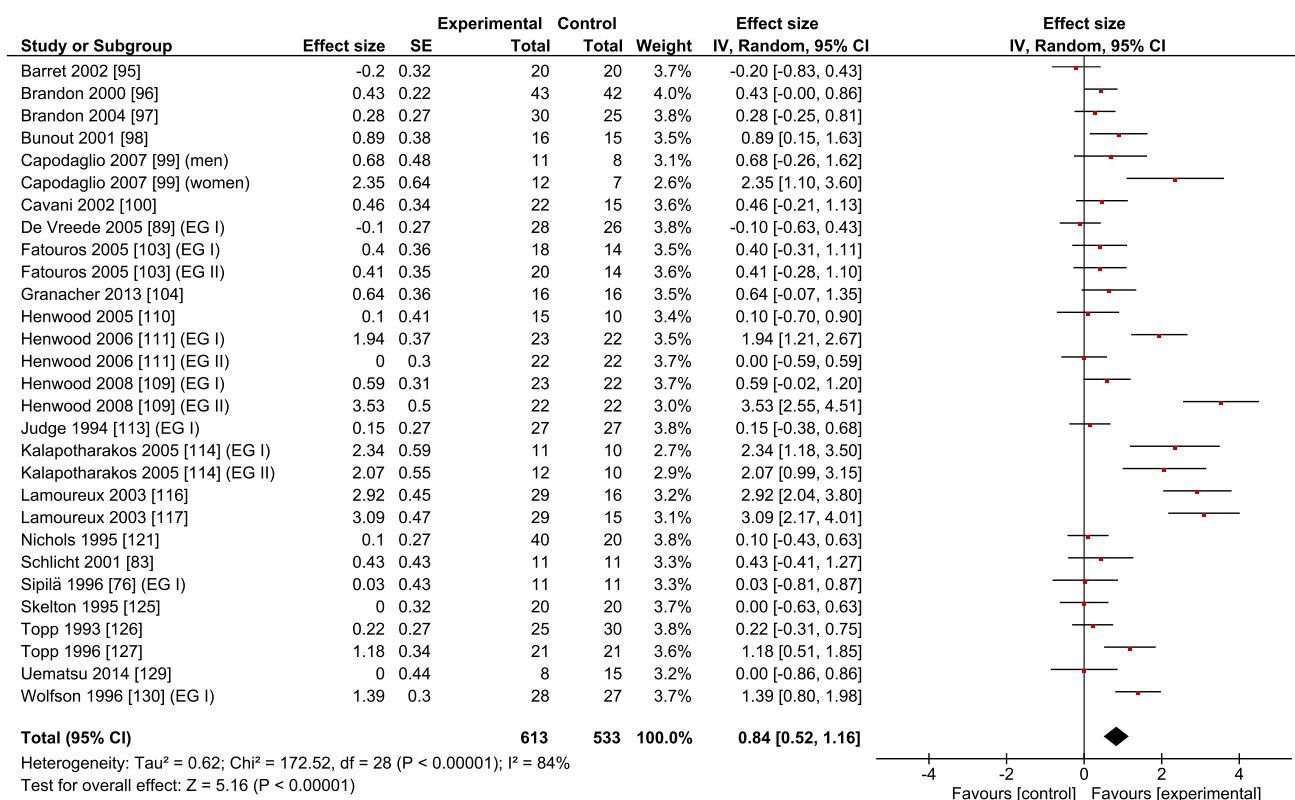 Experimental Control Effect size Effect size
Study or Subgroup Effect size SE Total Total Weight IV, Random, 95% CI IV, Random, 95% CI
Barret 2002 [95] -0.2 0.32 20 20 3.7% -0.20 [-0.83, 0.43]
Brandon 2000 [96] 0.43 0.22 43 42 4.0% 0.43 [-0.00, 0.86]
Brandon 2004 [97] 0.28 0.27 30 25 3.8% 0.28 [-0.25, 0.81]
Bunout 2001 [98] 0.89 0.38 16 15 3.5% 0.89 [0.15, 1.63]
Capodaglio 2007 [99] (men) 0.68 0.48 11 8 3.1% 0.68 [-0.26, 1.62]
Capodaglio 2007 [99] (women) 2.35 0.64 12 7 2.6% 2.35 [1.10, 3.60]
Cavani 2002 [100] 0.46 0.34 22 15 3.6% 0.46 [-0.21, 1.13]
De Vreede 2005 [89] (EG I) -0.1 0.27 28 26 3.8% -0.10 [-0.63, 0.43]
Fatouros 2005 [103] (EG I) 0.4 0.36 18 14 3.5% 0.40 [-0.31, 1.11]
Fatouros 2005 [103] (EG II) 0.41 0.35 20 14 3.6% 0.41 [-0.28, 1.10]
Granacher 2013 [104] 0.64 0.36 16 16 3.5% 0.64 [-0.07, 1.35]
Henwood 2005 [110] 0.1 0.41 15 10 3.4% 0.10 [-0.70, 0.90]
Henwood 2006 [111] (EG I) 1.94 0.37 23 22 3.5% 1.94 [1.21, 2.67]
Henwood 2006 [111] (EG II) 0 0.3 22 22 3.7% 0.00 [-0.59, 0.59]
Henwood 2008 [109] (EG I) 0.59 0.31 23 22 3.7% 0.59 [-0.02, 1.20]
Henwood 2008 [109] (EG II) 3.53 0.5 22 22 3.0% 3.53 [2.55, 4.51]
Judge 1994 [113] (EG I) 0.15 0.27 27 27 3.8% 0.15 [-0.38, 0.68]
Kalapotharakos 2005 [114] (EG I) 2.34 0.59 11 10 2.7% 2.34 [1.18, 3.50]
Kalapotharakos 2005 [114] (EG II) 2.07 0.55 12 10 2.9% 2.07 [0.99, 3.15]
Lamoureux 2003 [116] 2.92 0.45 29 16 3.2% 2.92 [2.04, 3.80]
Lamoureux 2003 [117] 3.09 0.47 29 15 3.1% 3.09 [2.17, 4.01]
Nichols 1995 [121] 0.1 0.27 40 20 3.8% 0.10 [-0.43, 0.63]
Schlicht 2001 [83] 0.43 0.43 11 11 3.3% 0.43 [-0.41, 1.27]
Sipilä 1996 [76] (EG I) 0.03 0.43 11 11 3.3% 0.03 [-0.81, 0.87]
Skelton 1995 [125] 0 0.32 20 20 3.7% 0.00 [-0.63, 0.63]
Topp 1993 [126] 0.22 0.27 25 30 3.8% 0.22 [-0.31, 0.75]
Topp 1996 [127] 1.18 0.34 21 21 3.6% 1.18 [0.51, 1.85]
Uematsu 2014 [129] 0 0.44 8 15 3.2% 0.00 [-0.86, 0.86]
Wolfson 1996 [130] (EG I) 1.39 0.3 28 27 3.7% 1.39 [0.80, 1.98]
Total (95% CI) 613 533 100.0% 0.84 [0.52, 1.16]
Heterogeneity: Tau² = 0.62; Chi² = 172.52, df = 28 (P < 0.00001); I² = 84%
Test for overall effect: Z = 5.16 (P < 0.00001)
-4 -2 0 2 4
Favours [control] Favours [experimental]